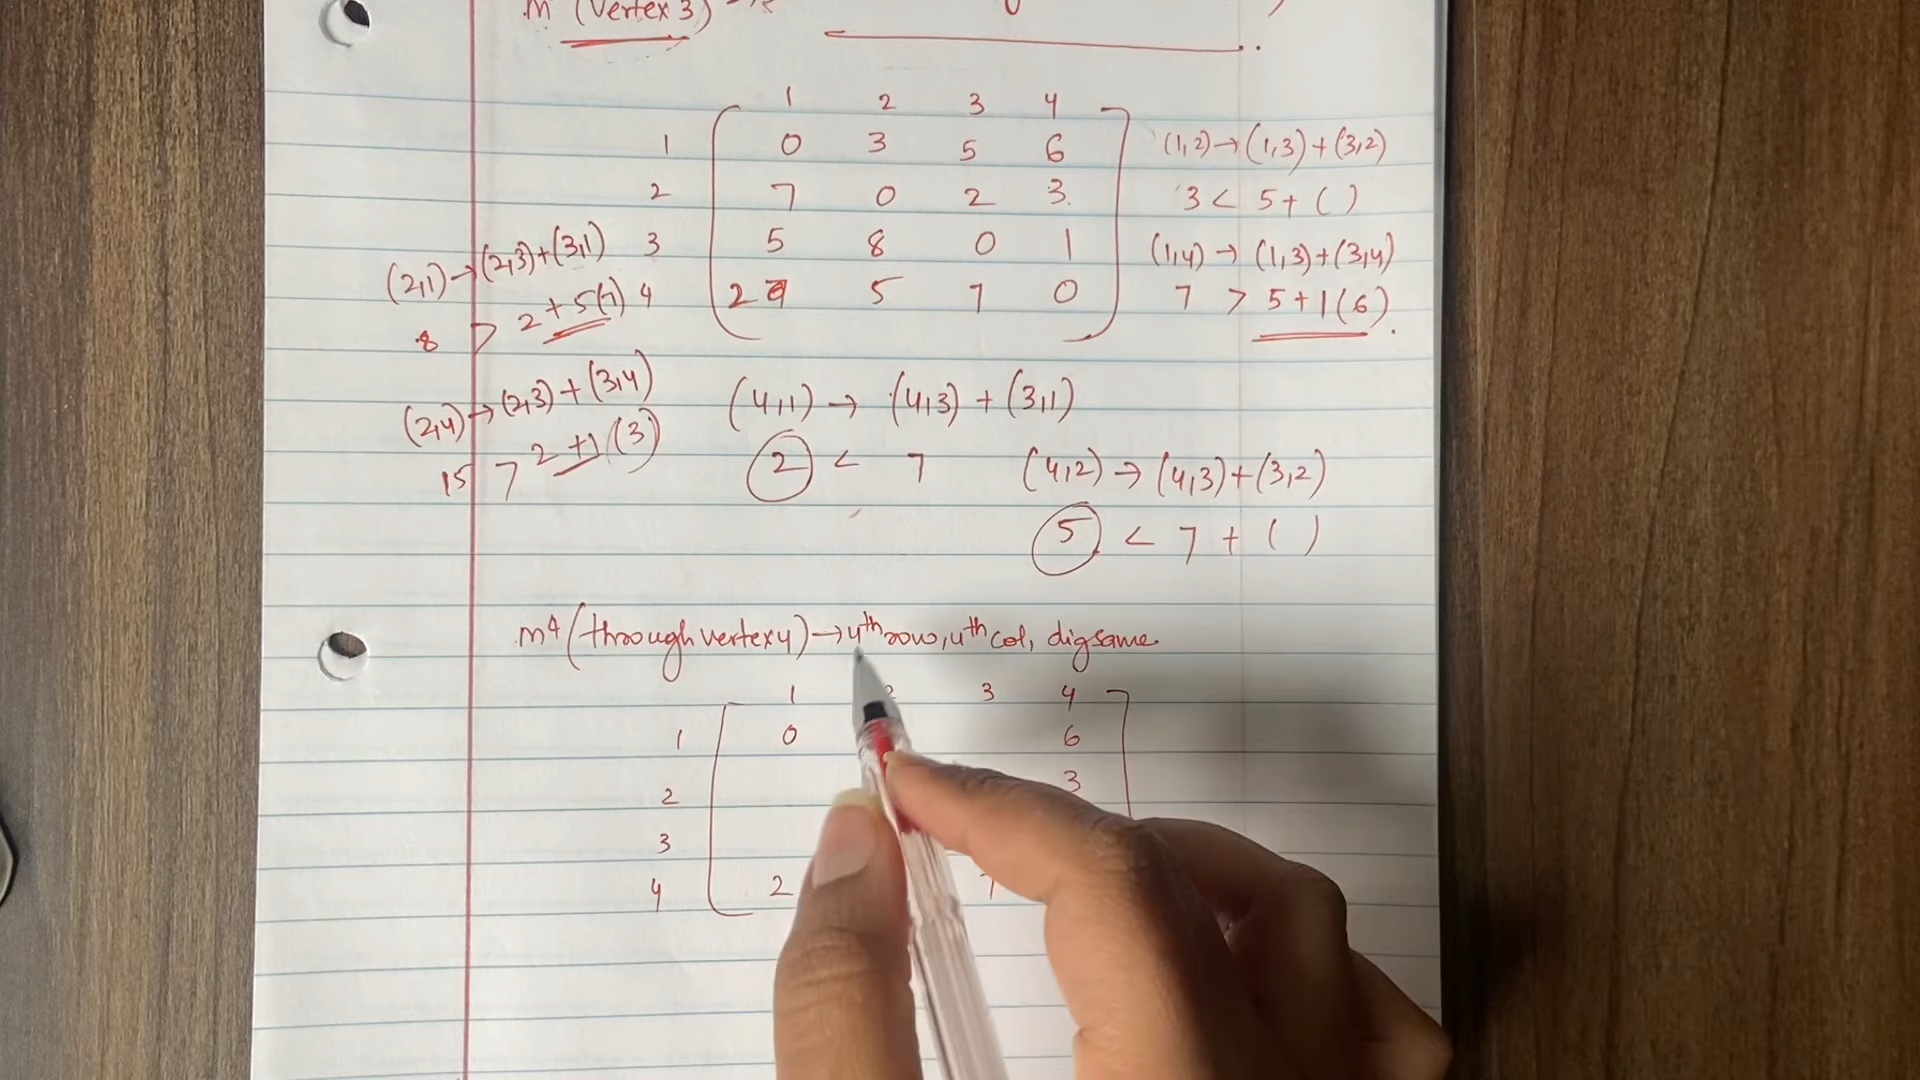 m (Vertex 3)
1 2 3 4
1 0 3 5 6
2 7 0 2 3
3 5 8 0 1
4 2 5 7 0
(1,2)→(1,3)+(3,2)
3 < 5+( )
(1,4)→(1,3)+(3,4)
7 > 5+1(6).
(2,1)→(2,3)+(3,1)
8 > 2+5(7)
(2,4)→(2,3)+(3,4)
15 > 2+1(3)
(4,1)→(4,3)+(3,1)
2 < 7
(4,2)→(4,3)+(3,2)
5 < 7+( )
m⁴(through vertex4)→4th row,4th col, digsame
1 2 3 4
1 0 6
2 3
3
4 2 7